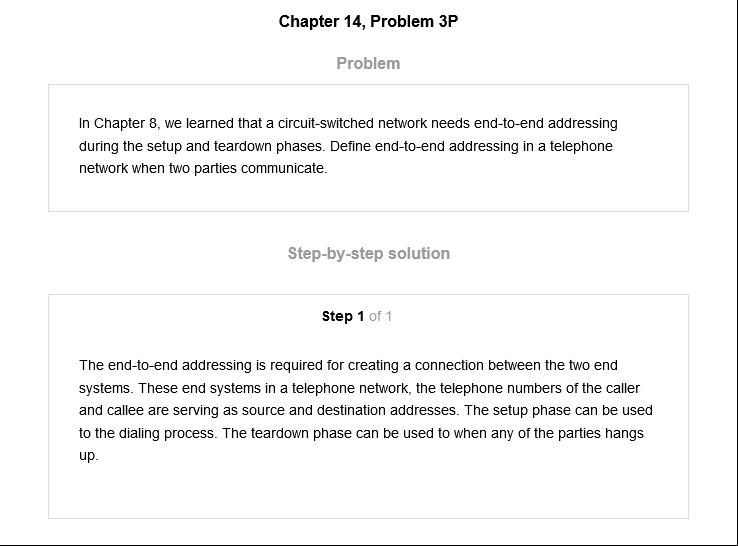 Chapter 14, Problem 3P
Problem
In Chapter 8, we learned that a circuit-switched network needs end-to-end addressing
during the setup and teardown phases. Define end-to-end addressing in a telephone
network when two parties communicate.
Step-by-step solution
Step 1 of 1
The end-to-end addressing is required for creating a connection between the two end
systems. These end systems in a telephone network, the telephone numbers of the caller
and callee are serving as source and destination addresses. The setup phase can be used
to the dialing process. The teardown phase can be used to when any of the parties hangs
up.